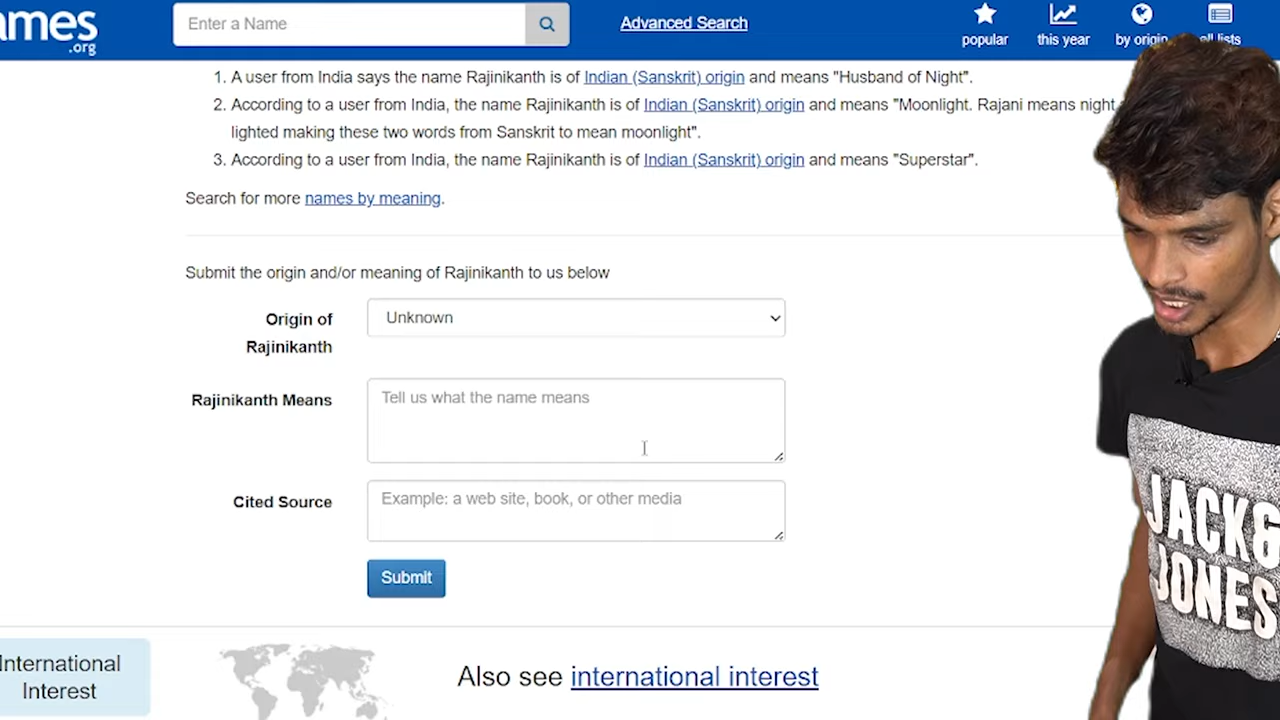 ames
.org
Enter a Name
Advanced Search
popular
this year
by origin
all lists
1. A user from India says the name Rajinikanth is of Indian (Sanskrit) origin and means "Husband of Night".
2. According to a user from India, the name Rajinikanth is of Indian (Sanskrit) origin and means "Moonlight. Rajani means night
lighted making these two words from Sanskrit to mean moonlight".
3. According to a user from India, the name Rajinikanth is of Indian (Sanskrit) origin and means "Superstar".
Search for more names by meaning.
Submit the origin and/or meaning of Rajinikanth to us below
Origin of
Rajinikanth
Unknown
Rajinikanth Means
Tell us what the name means
Cited Source
Example: a web site, book, or other media
Submit
International
Interest
Also see international interest
JACK&
JONES